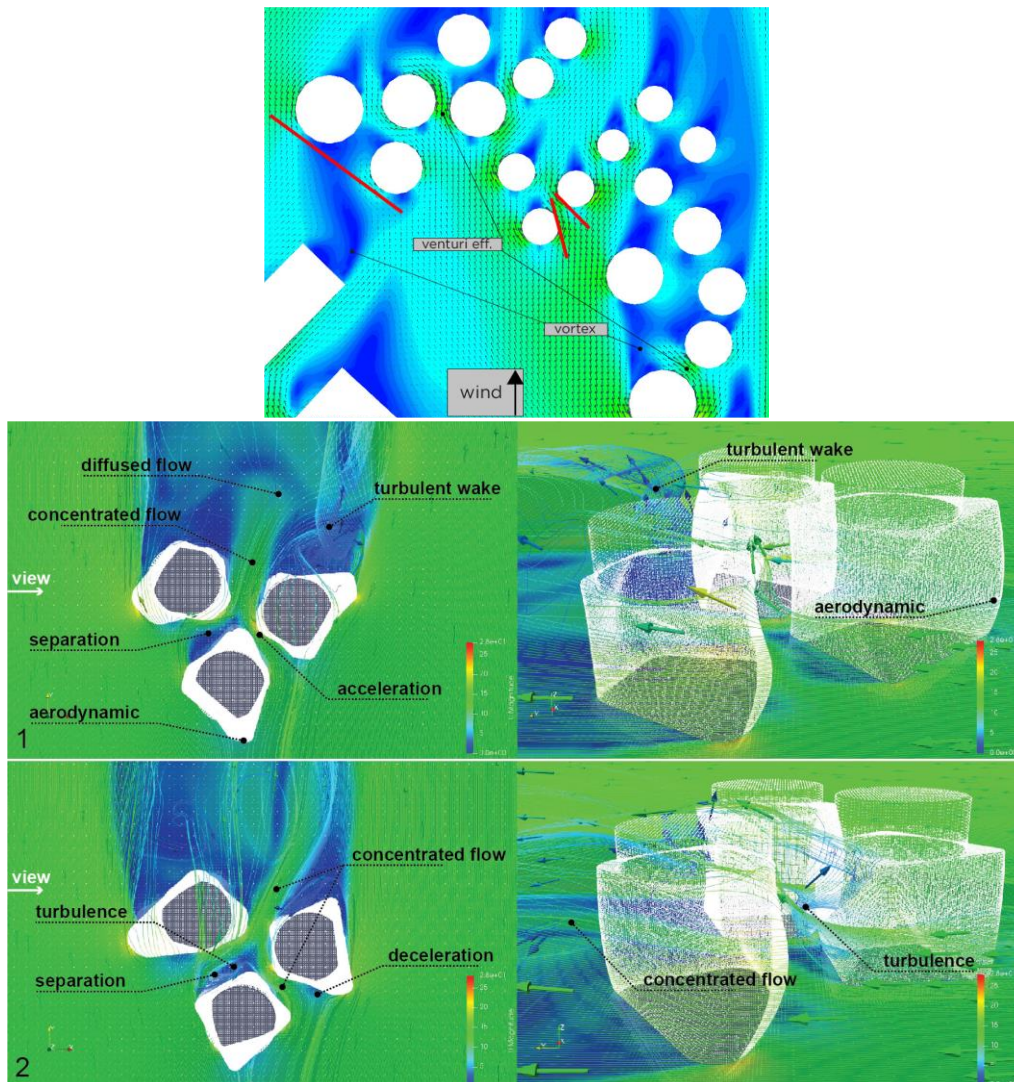 venturi eff.
vortex
wind
diffused flow
turbulent wake
concentrated flow
view
separation
acceleration
aerodynamic
1
turbulent wake
aerodynamic
concentrated flow
view
turbulence
deceleration
separation
2
concentrated flow
turbulence